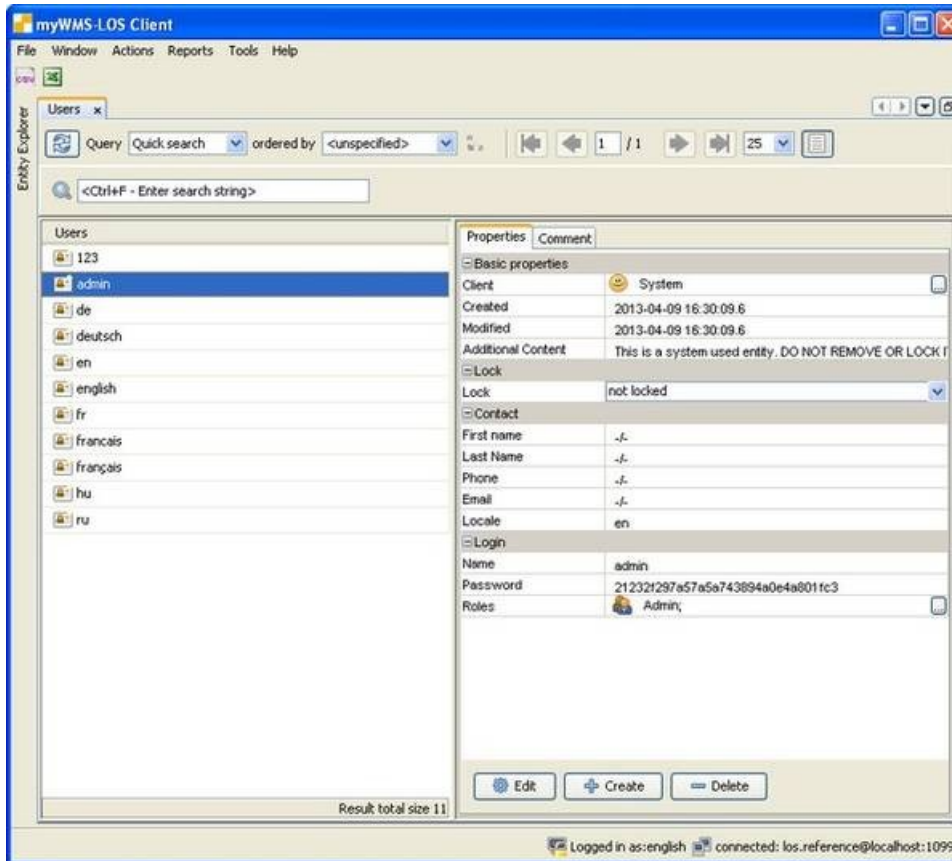 myWMS-LOS Client
File Window Actions Reports Tools Help
csv
Entity Explorer
Users x
Query Quick search ordered by <unspecified> 1 / 1 25
<Ctrl+F - Enter search string>
Users
123
admin
de
deutsch
en
english
fr
francais
français
hu
ru
Result total size 11
Properties Comment
Basic properties
Client System ...
Created 2013-04-09 16:30:09.6
Modified 2013-04-09 16:30:09.6
Additional Content This is a system used entity. DO NOT REMOVE OR LOCK I
Lock
Lock not locked
Contact
First name -/-
Last Name -/-
Phone -/-
Email -/-
Locale en
Login
Name admin
Password 21232f297a57a5a743894a0e4a801fc3
Roles Admin; ...
Edit Create Delete
Logged in as:english connected: los.reference@localhost:1099